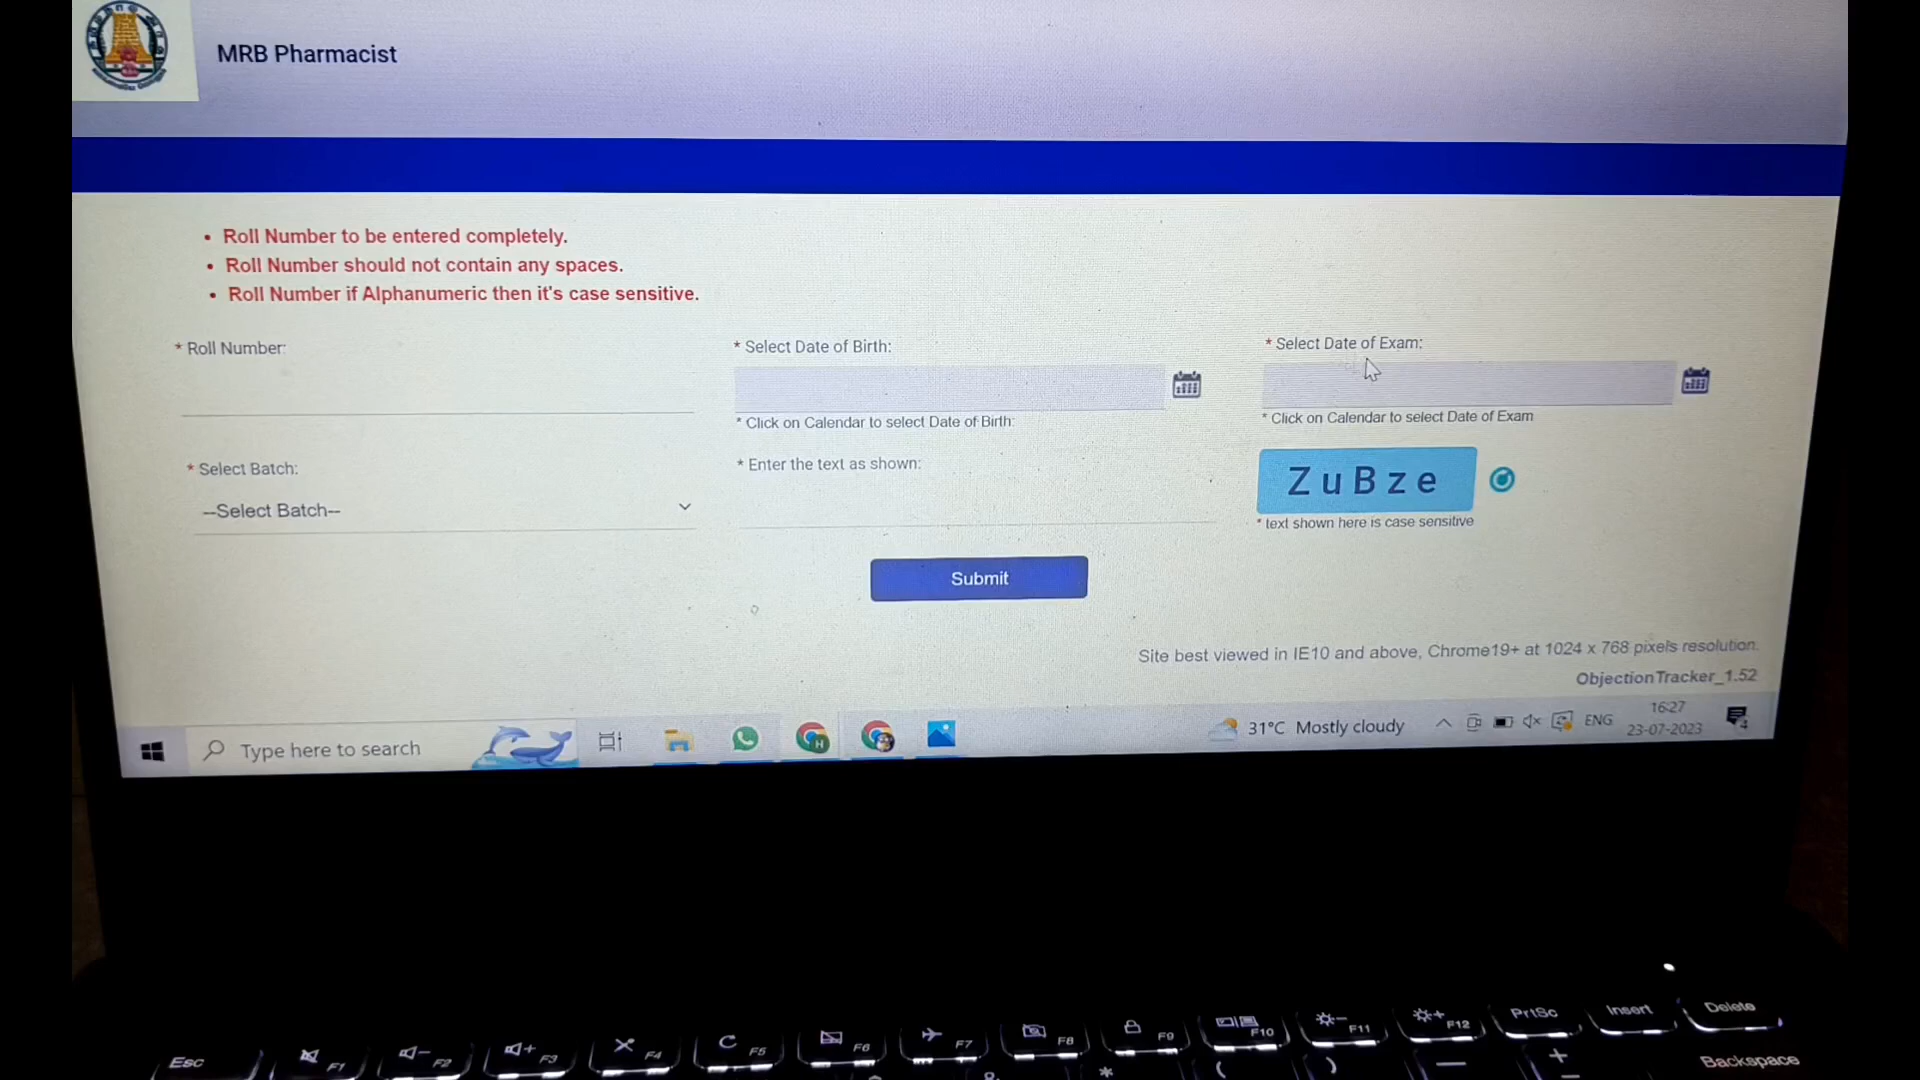 MRB Pharmacist
• Roll Number to be entered completely.
• Roll Number should not contain any spaces.
• Roll Number if Alphanumeric then it's case sensitive.
* Roll Number:
* Select Date of Birth:
* Select Date of Exam:
* Click on Calendar to select Date of Birth:
* Click on Calendar to select Date of Exam
* Select Batch:
--Select Batch--
* Enter the text as shown:
ZuBze
* text shown here is case sensitive
Submit
Site best viewed in IE10 and above, Chrome19+ at 1024 x 768 pixels resolution.
ObjectionTracker_1.52
Type here to search
H
31°C Mostly cloudy
ENG
16:27
23-07-2023
4
Esc
F1
F2
F3
F4
F5
F6
F7
F8
F9
F10
F11
F12
PrtSc
Insert
Delete
* ( ) — + Backspace